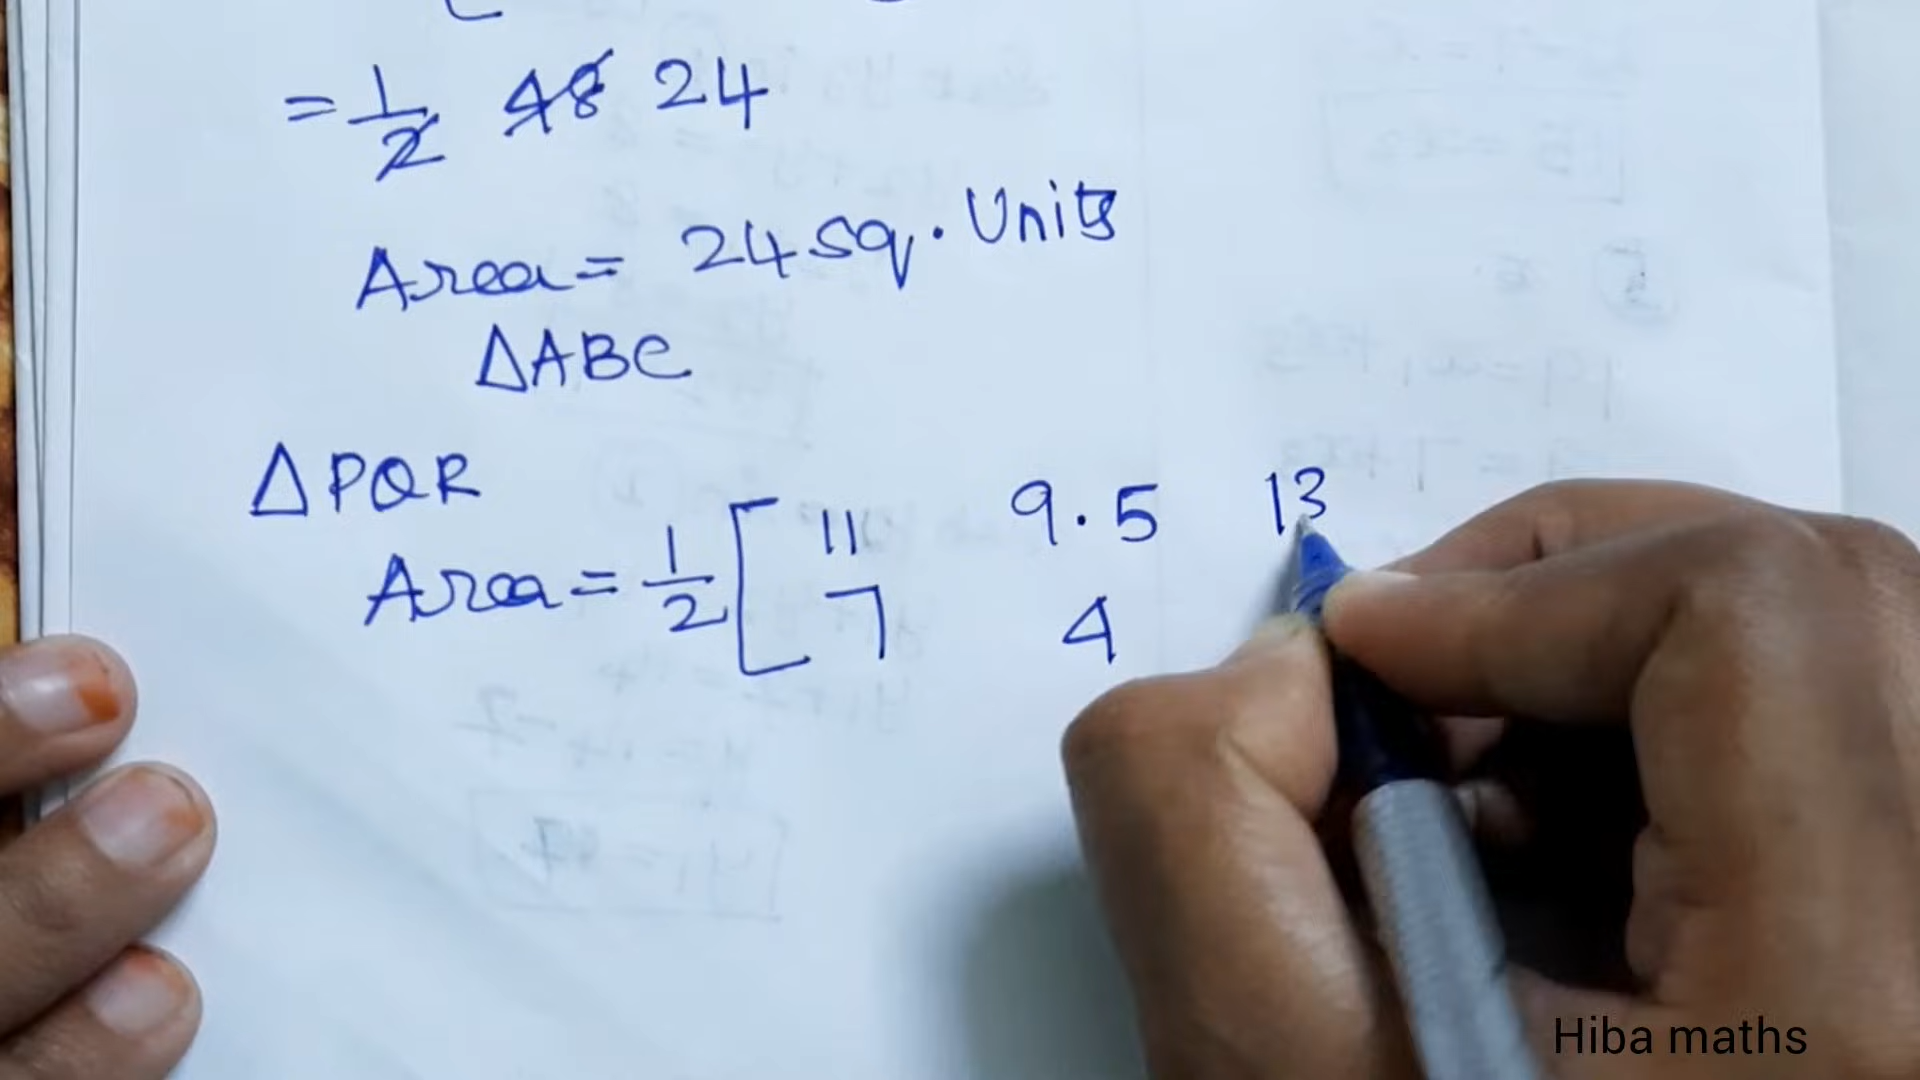 = 1/2 48 24
Area = 24 sq. Units
ΔABC
ΔPQR
Area = 1/2 [ 11 9.5 13
7 4
Hiba maths